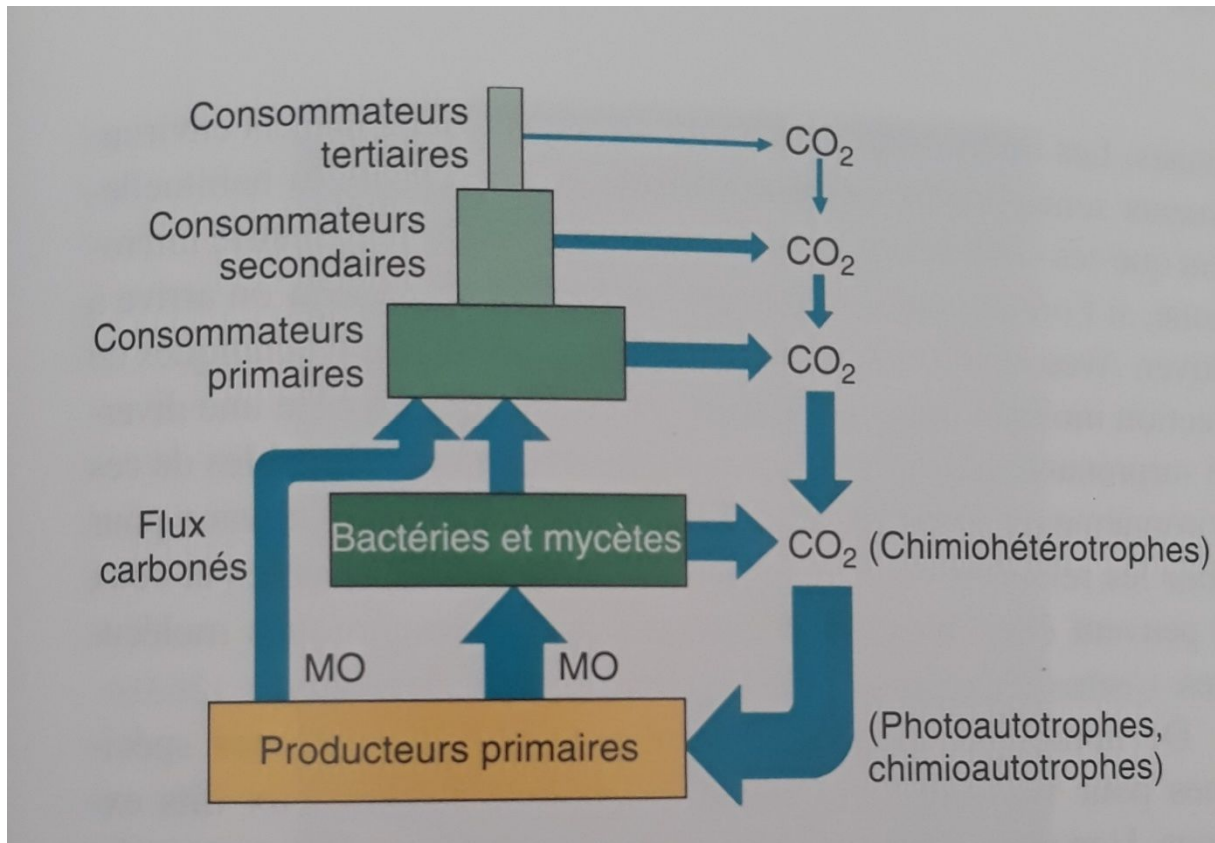 Consommateurs
tertiaires
CO₂
Consommateurs
secondaires
CO₂
Consommateurs
primaires
CO₂
Flux
carbonés
Bactéries et mycètes
CO₂ (Chimiohétérotrophes)
MO
MO
Producteurs primaires
(Photoautotrophes,
chimioautotrophes)